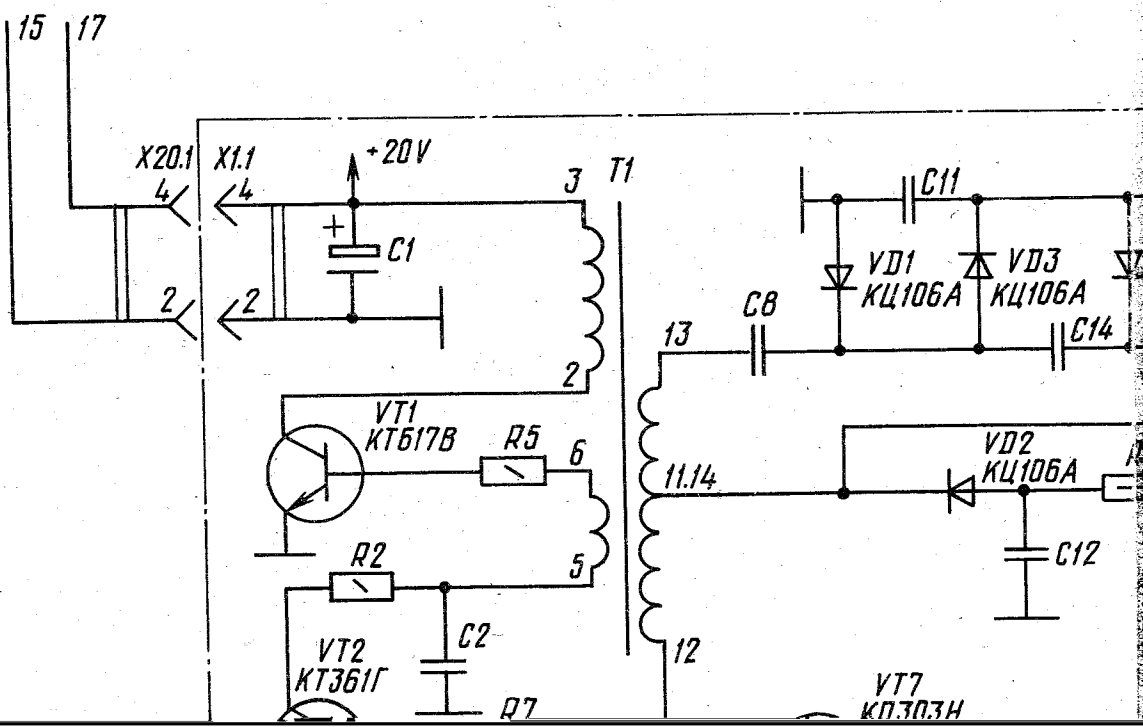 15 17
X20.1 X1.1
+20V
4 4
3 T1
+
C1
C11
2 2
VD1
КЦ106А
VD3
КЦ106А
C8
C14
13
2
VT1
КТ617В
R5
6
11.14
VD2
КЦ106А
R2
5
C12
C2
VT2
КТ361Г
12
R7
VT7
КП303Н